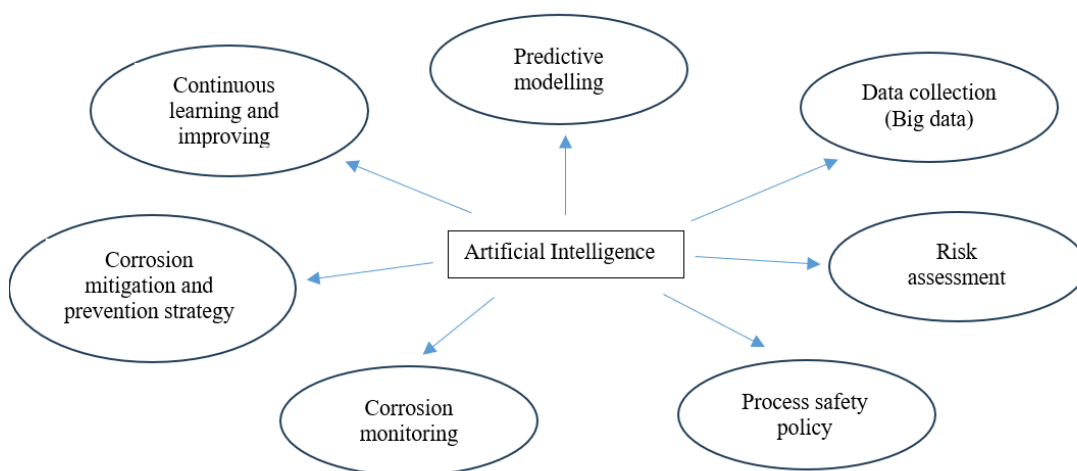 Predictive
modelling
Continuous
learning and
improving
Data collection
(Big data)
Artificial Intelligence
Risk
assessment
Corrosion
mitigation and
prevention strategy
Corrosion
monitoring
Process safety
policy